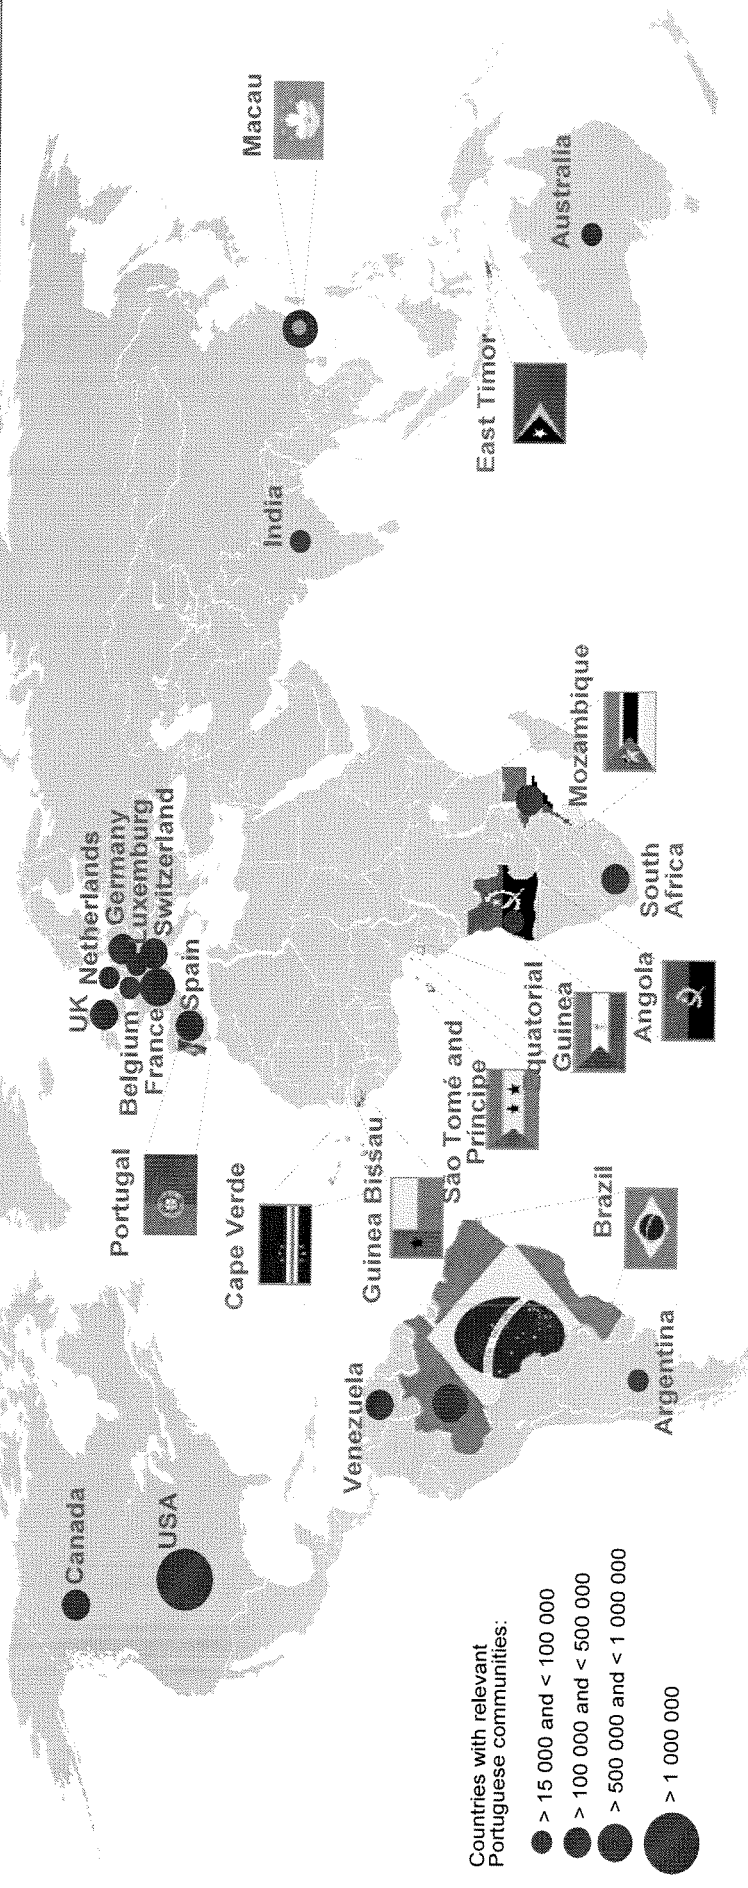 Canada
USA
Venezuela
Argentina
Brazil
Portugal
Cape Verde
Guinea Bissau
São Tomé and
Príncipe
quatorial
Guinea
Angola
UK
Netherlands
Germany
Luxemburg
Switzerland
Belgium
France
Spain
South
Africa
Mozambique
India
East Timor
Macau
Australia
Countries with relevant
Portuguese communities:
> 15 000 and < 100 000
> 100 000 and < 500 000
> 500 000 and < 1 000 000
> 1 000 000